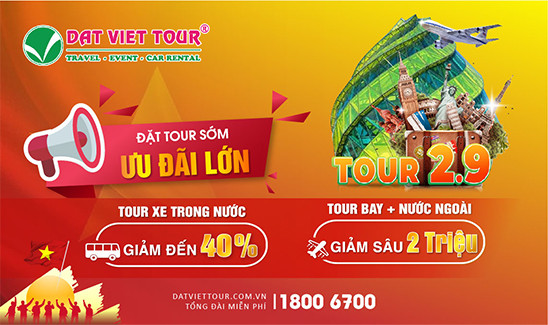 DAT VIET TOUR®
TRAVEL • EVENT • CAR RENTAL
ĐẶT TOUR SỚM
ƯU ĐÃI LỚN
TOUR 2.9
TOUR XE TRONG NƯỚC
GIẢM ĐẾN 40%
TOUR BAY + NƯỚC NGOÀI
GIẢM SÂU 2 Triệu
DATVIETTOUR.COM.VN
TỔNG ĐÀI MIỄN PHÍ
1800 6700